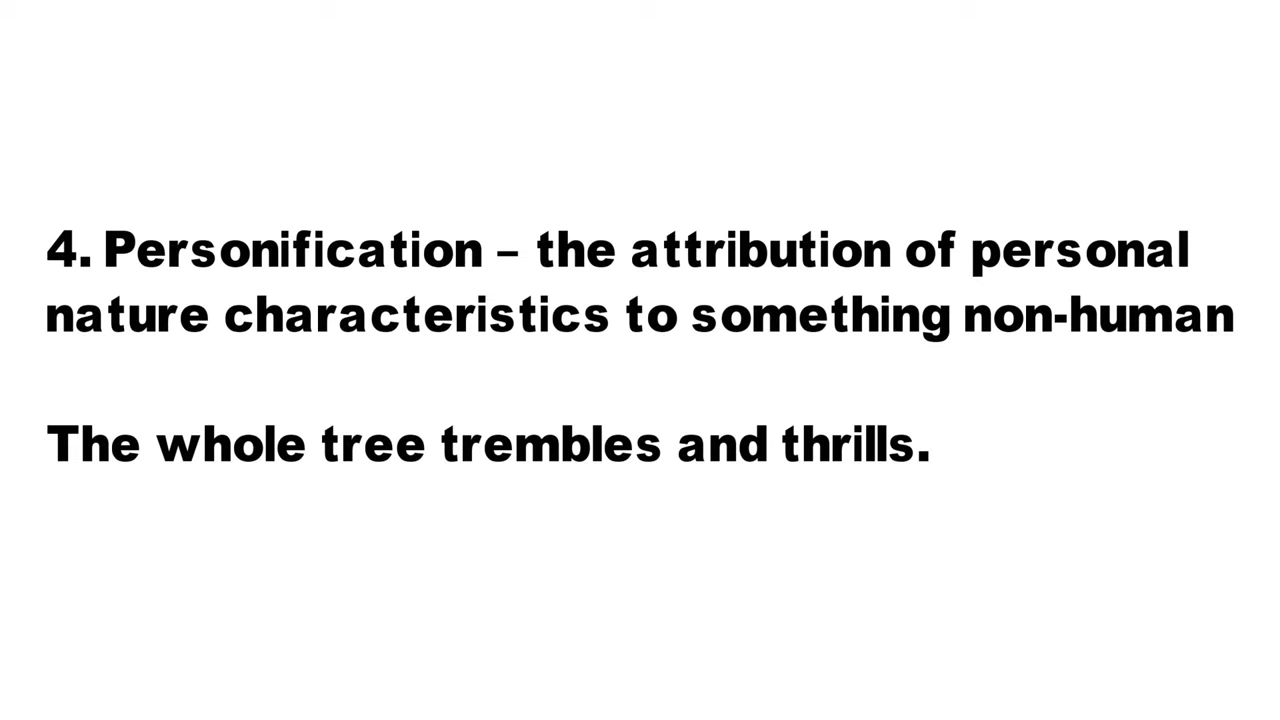 4. Personification – the attribution of personal
nature characteristics to something non-human
The whole tree trembles and thrills.